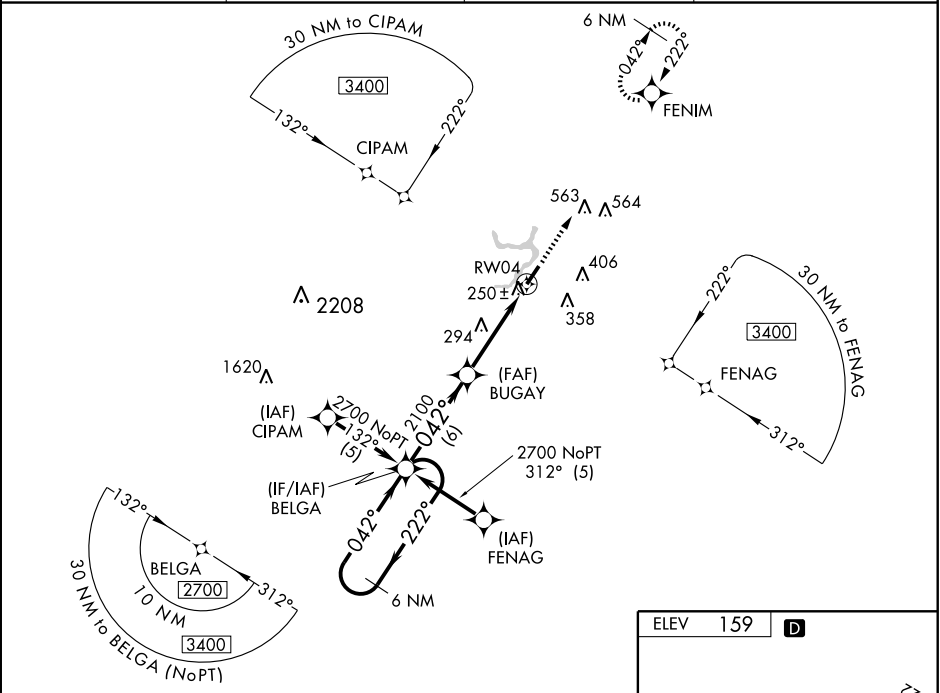 30 NM to CIPAM
3400
132°
222°
CIPAM
6 NM
042°
222°
FENIM
563
564
RW04
406
250 ±
358
294
2208
1620
(FAF)
BUGAY
(IAF)
CIPAM
2700 NoPT
132°
(5)
2100
042°
(6)
2700 NoPT
312° (5)
(IF/IAF)
BELGA
(IAF)
FENAG
042°
222°
6 NM
222°
30 NM to FENAG
3400
FENAG
312°
132°
BELGA
2700
312°
10 NM
3400
30 NM to BELGA (NoPT)
ELEV 159
D